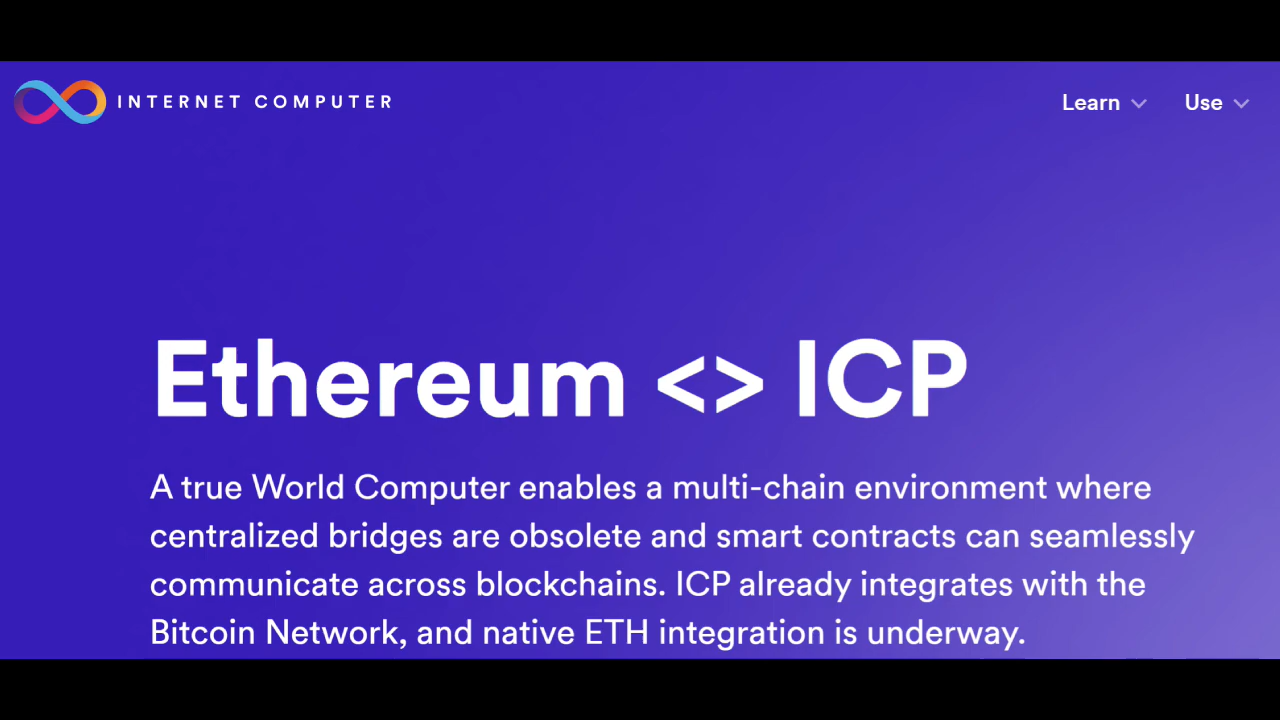 INTERNET COMPUTER
Learn
Use
Ethereum <> ICP
A true World Computer enables a multi-chain environment where
centralized bridges are obsolete and smart contracts can seamlessly
communicate across blockchains. ICP already integrates with the
Bitcoin Network, and native ETH integration is underway.